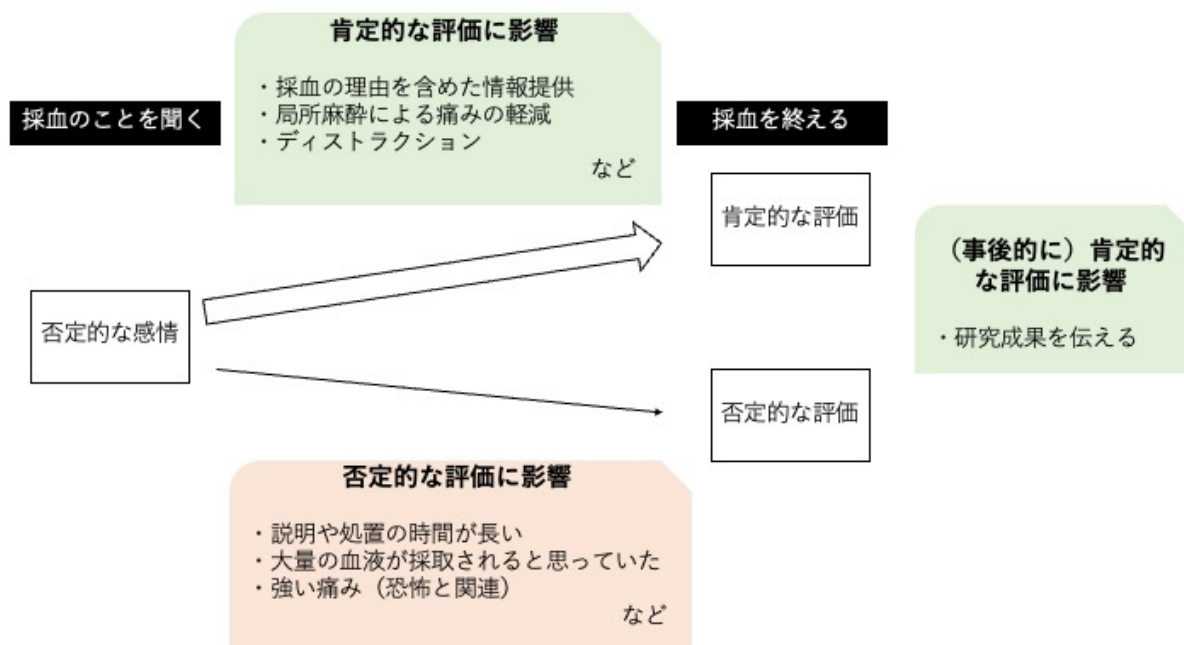 肯定的な評価に影響
・採血の理由を含めた情報提供
・局所麻酔による痛みの軽減
・ディストラクション
など
採血のことを聞く
採血を終える
肯定的な評価
（事後的に）肯定的
な評価に影響
・研究成果を伝える
否定的な感情
否定的な評価
否定的な評価に影響
・説明や処置の時間が長い
・大量の血液が採取されると思っていた
・強い痛み（恐怖と関連）
など